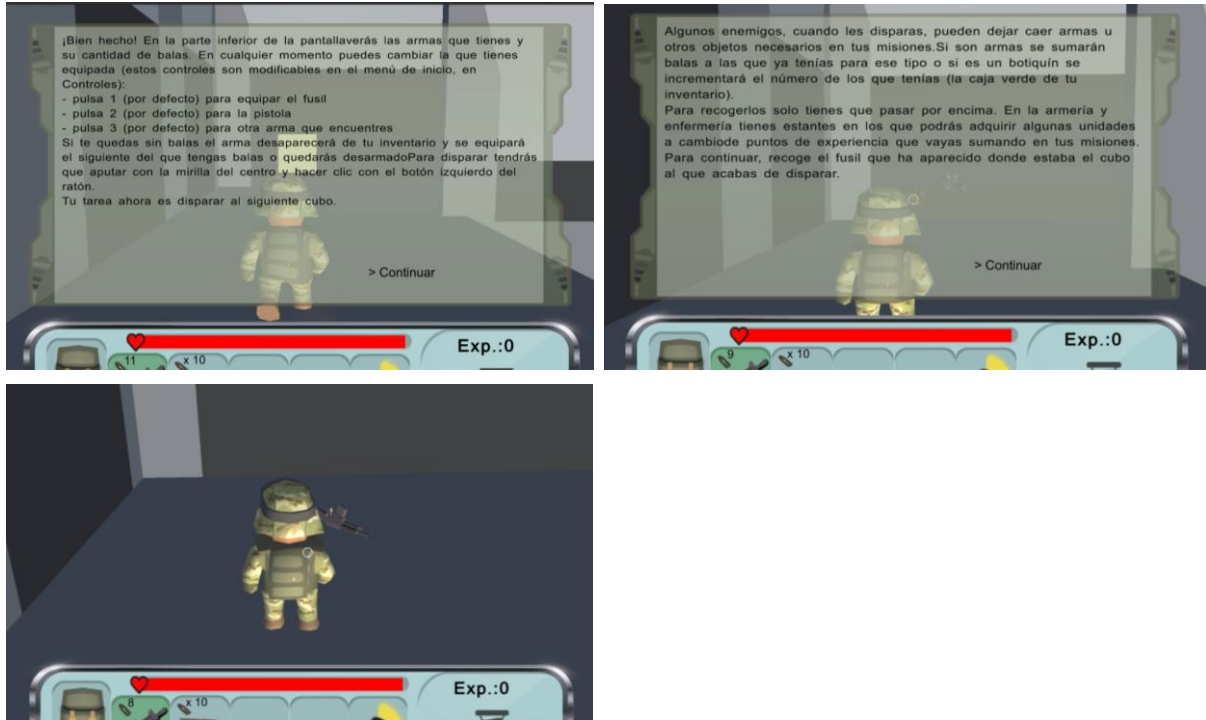 ¡Bien hecho! En la parte inferior de la pantallaverás las armas que tienes y
su cantidad de balas. En cualquier momento puedes cambiar la que tienes
equipada (estos controles son modificables en el menú de inicio, en
Controles):
- pulsa 1 (por defecto) para equipar el fusil
- pulsa 2 (por defecto) para la pistola
- pulsa 3 (por defecto) para otra arma que encuentres
Si te quedas sin balas el arma desaparecerá de tu inventario y se equipará
el siguiente del que tengas balas o quedarás desarmadoPara disparar tendrás
que aputar con la mirilla del centro y hacer clic con el botón izquierdo del
ratón.
Tu tarea ahora es disparar al siguiente cubo.
> Continuar
Exp.:0
11
x 10
Algunos enemigos, cuando les disparas, pueden dejar caer armas u
otros objetos necesarios en tus misiones.Si son armas se sumarán
balas a las que ya tenías para ese tipo o si es un botiquín se
incrementará el número de los que tenías (la caja verde de tu
inventario).
Para recogerlos solo tienes que pasar por encima. En la armería y
enfermería tienes estantes en los que podrás adquirir algunas unidades
a cambiode puntos de experiencia que vayas sumando en tus misiones.
Para continuar, recoge el fusil que ha aparecido donde estaba el cubo
al que acabas de disparar.
> Continuar
Exp.:0
9
x 10
Exp.:0
8
x 10